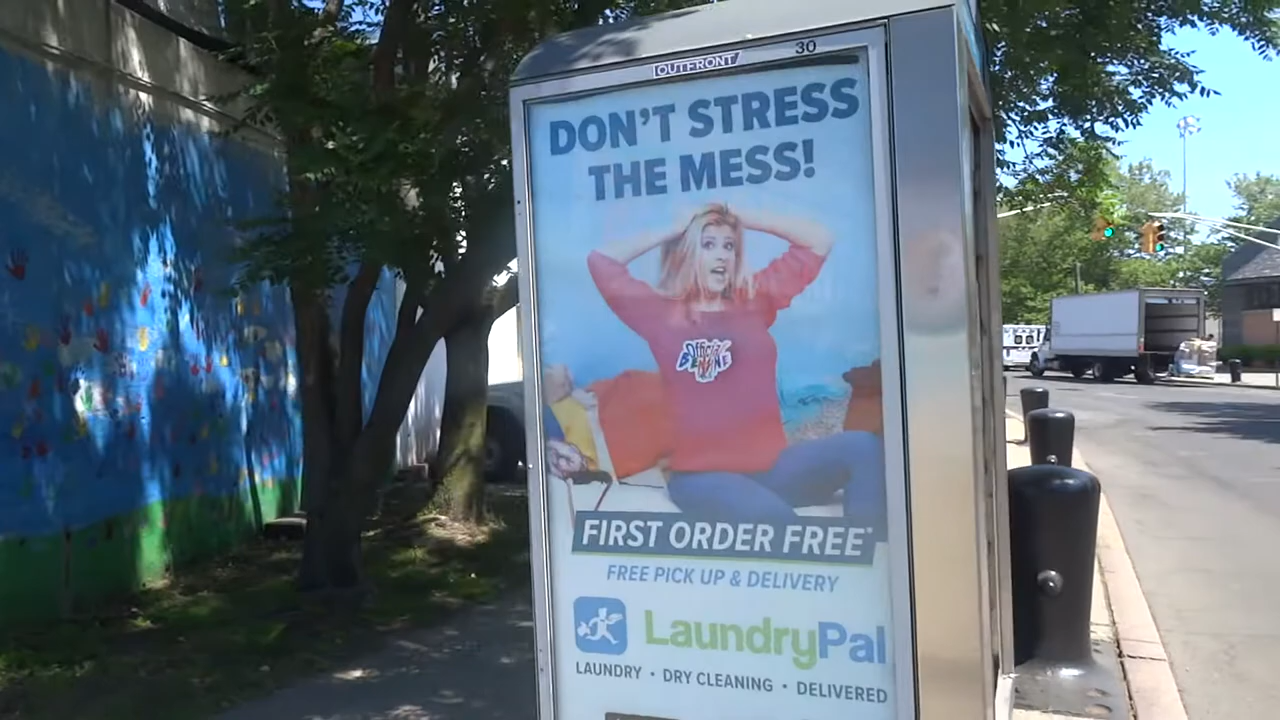 OUTFRONT/
30
DON'T STRESS
THE MESS!
FIRST ORDER FREE*
FREE PICK UP & DELIVERY
LaundryPal
LAUNDRY · DRY CLEANING · DELIVERED